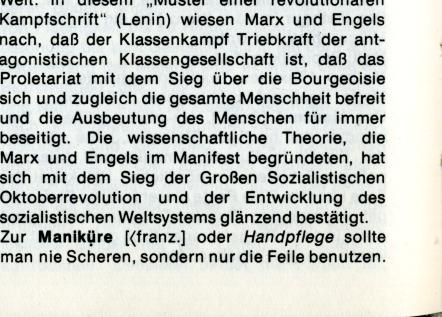 Welt. In diesem „Muster einer revolutionären
Kampfschrift“ (Lenin) wiesen Marx und Engels
nach, daß der Klassenkampf Triebkraft der ant-
agonistischen Klassengesellschaft ist, daß das
Proletariat mit dem Sieg über die Bourgeoisie
sich und zugleich die gesamte Menschheit befreit
und die Ausbeutung des Menschen für immer
beseitigt. Die wissenschaftliche Theorie, die
Marx und Engels im Manifest begründeten, hat
sich mit dem Sieg der Großen Sozialistischen
Oktoberrevolution und der Entwicklung des
sozialistischen Weltsystems glänzend bestätigt.
Zur Manikụ̈re [⟨franz.] oder Handpflege sollte
man nie Scheren, sondern nur die Feile benutzen.